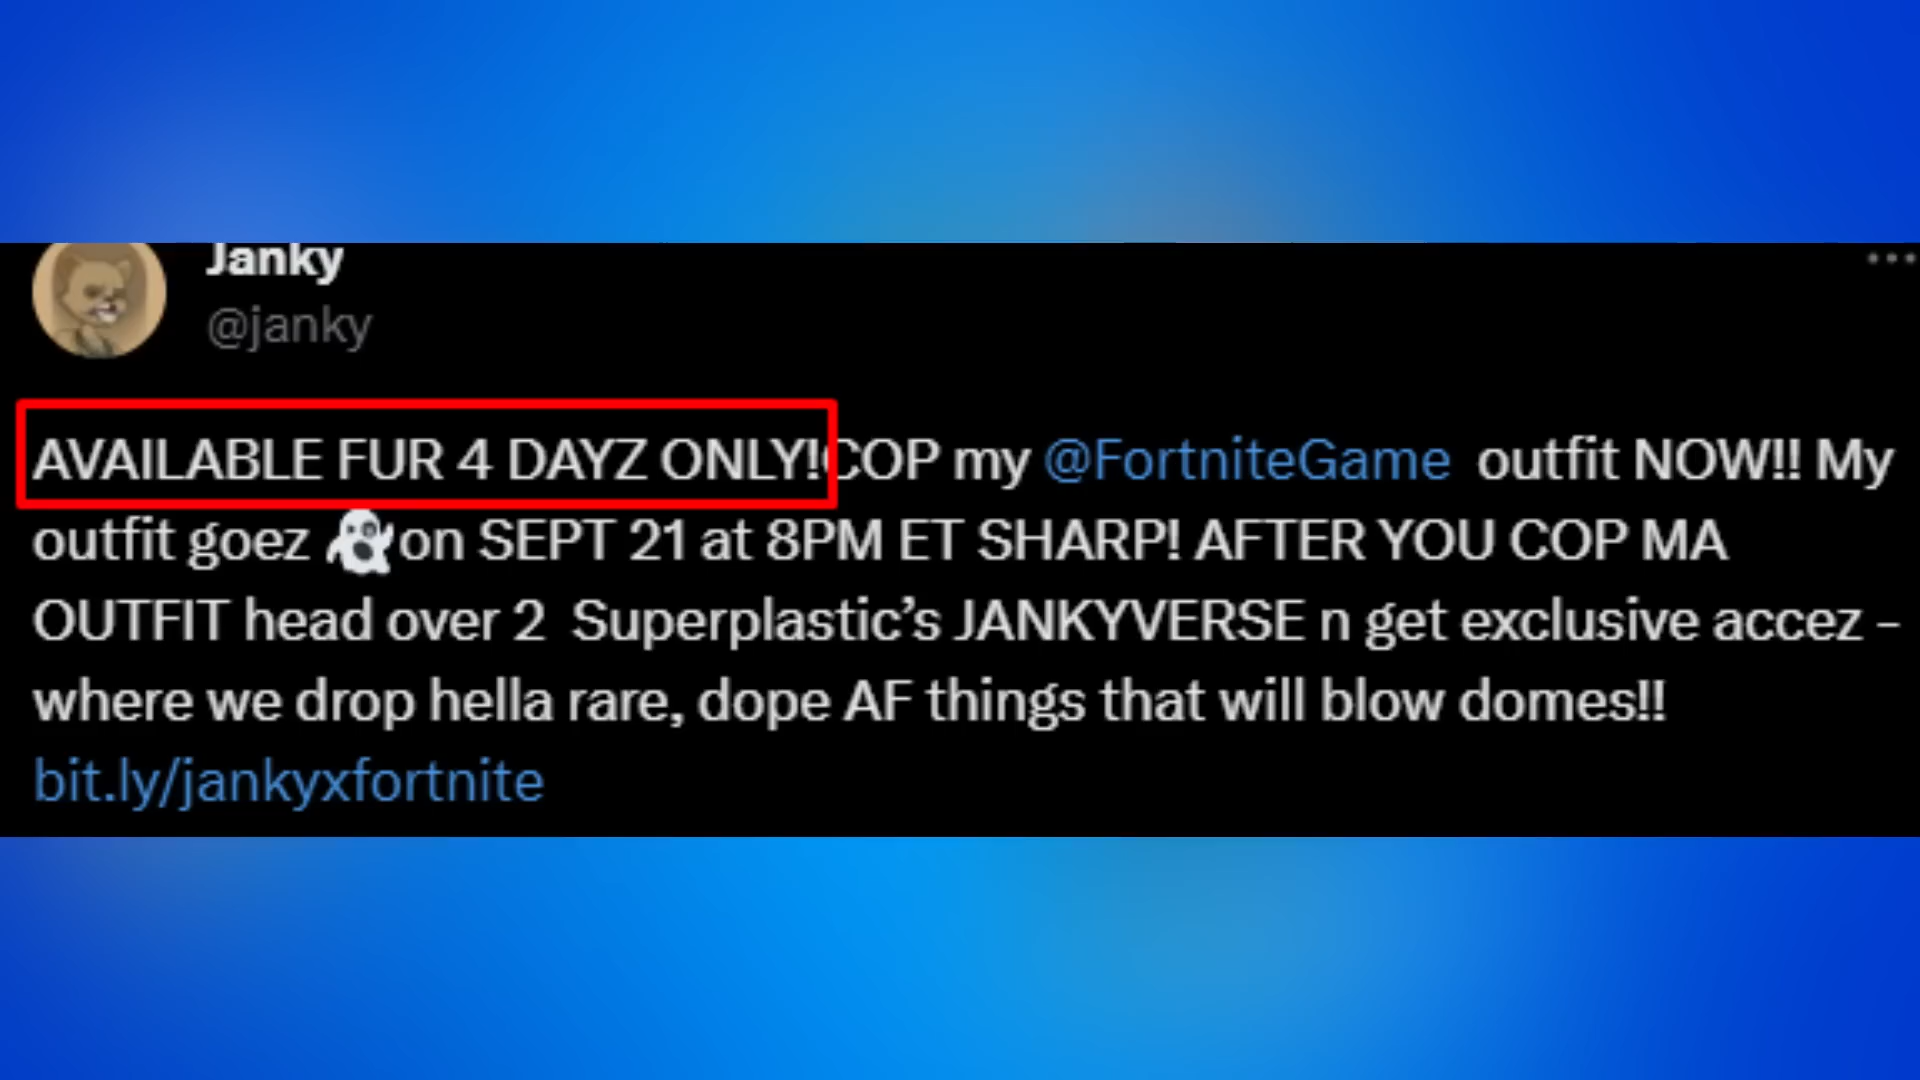 Janky
@janky
AVAILABLE FUR 4 DAYZ ONLY! COP my @FortniteGame outfit NOW!! My
outfit goez 👻on SEPT 21 at 8PM ET SHARP! AFTER YOU COP MA
OUTFIT head over 2 Superplastic’s JANKYVERSE n get exclusive accez –
where we drop hella rare, dope AF things that will blow domes!!
bit.ly/jankyxfortnite